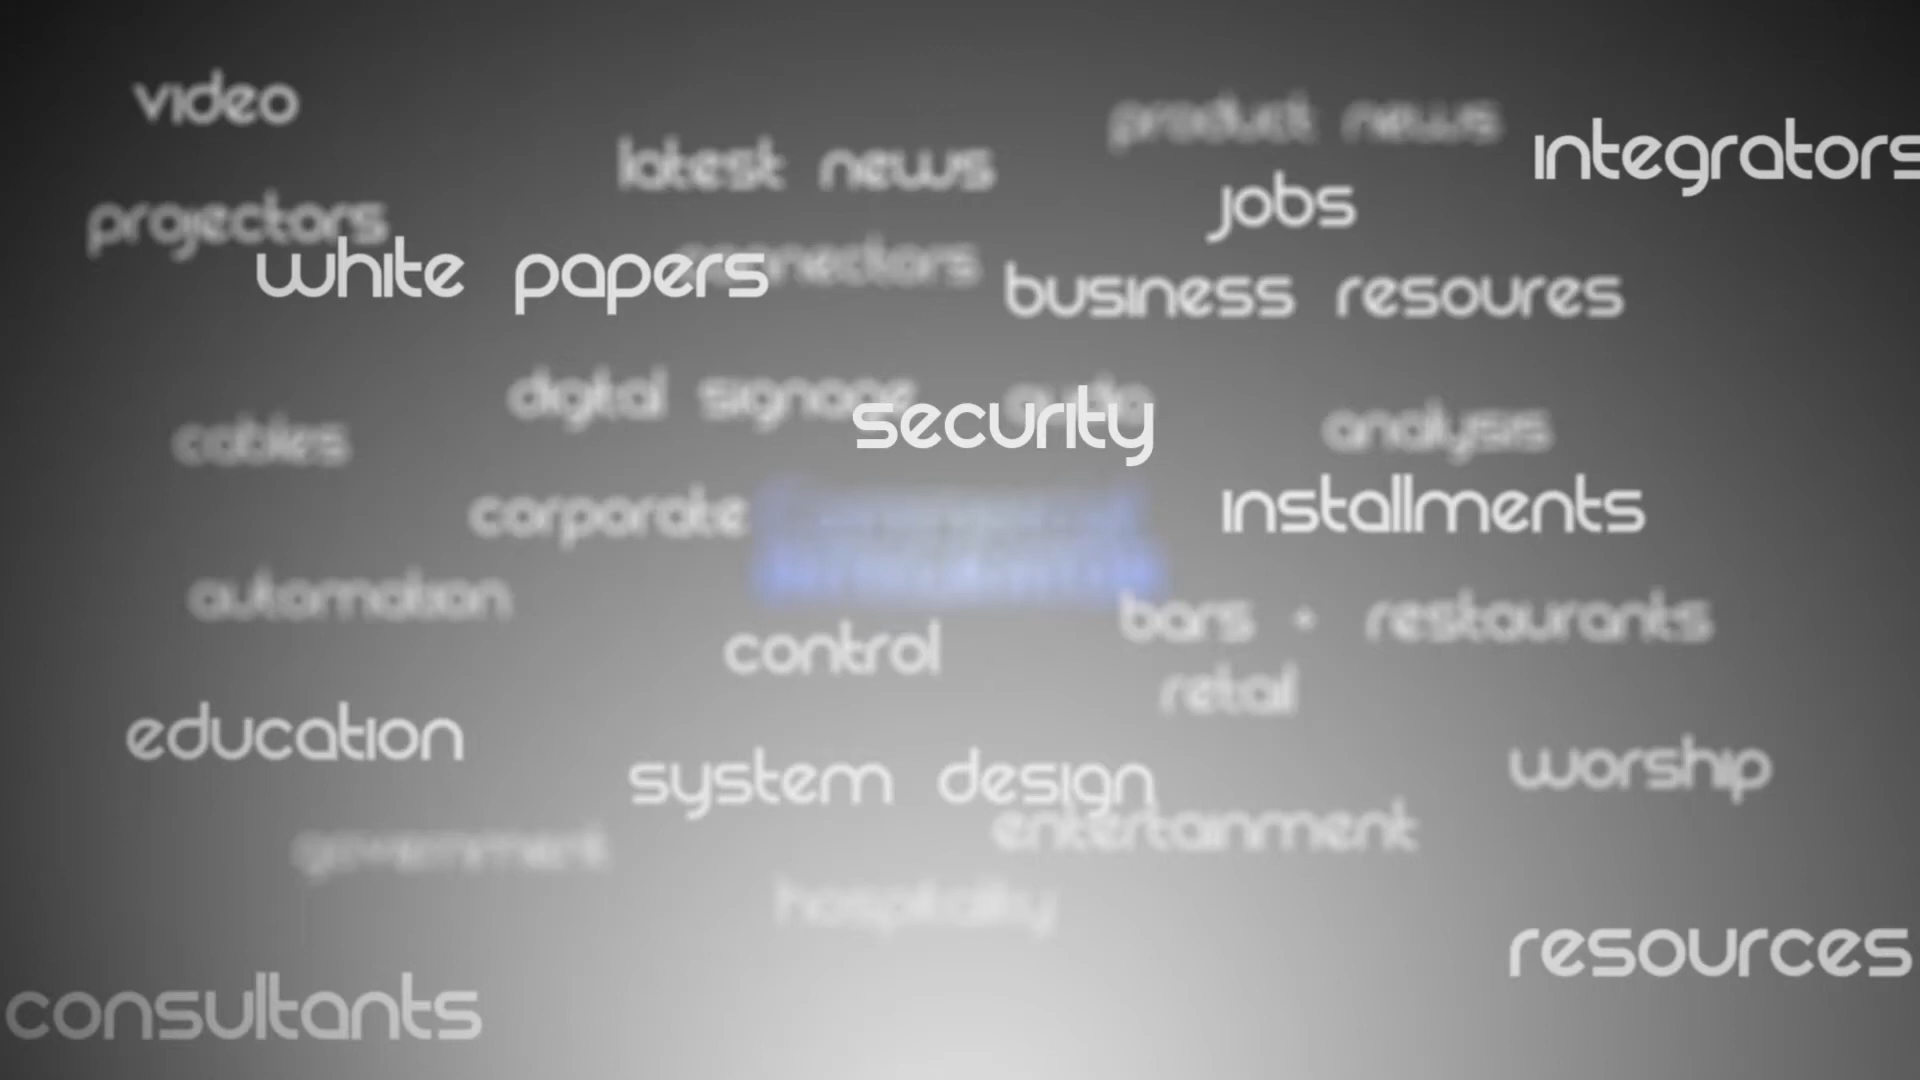 video
product news
integrators
latest news
jobs
projectors
white papers
connectors
business resoures
digital signage
audio
security
analysis
cables
corporate
installments
automation
bars + restaurants
control
retail
education
system design
worship
entertainment
government
hospitality
resources
consultants